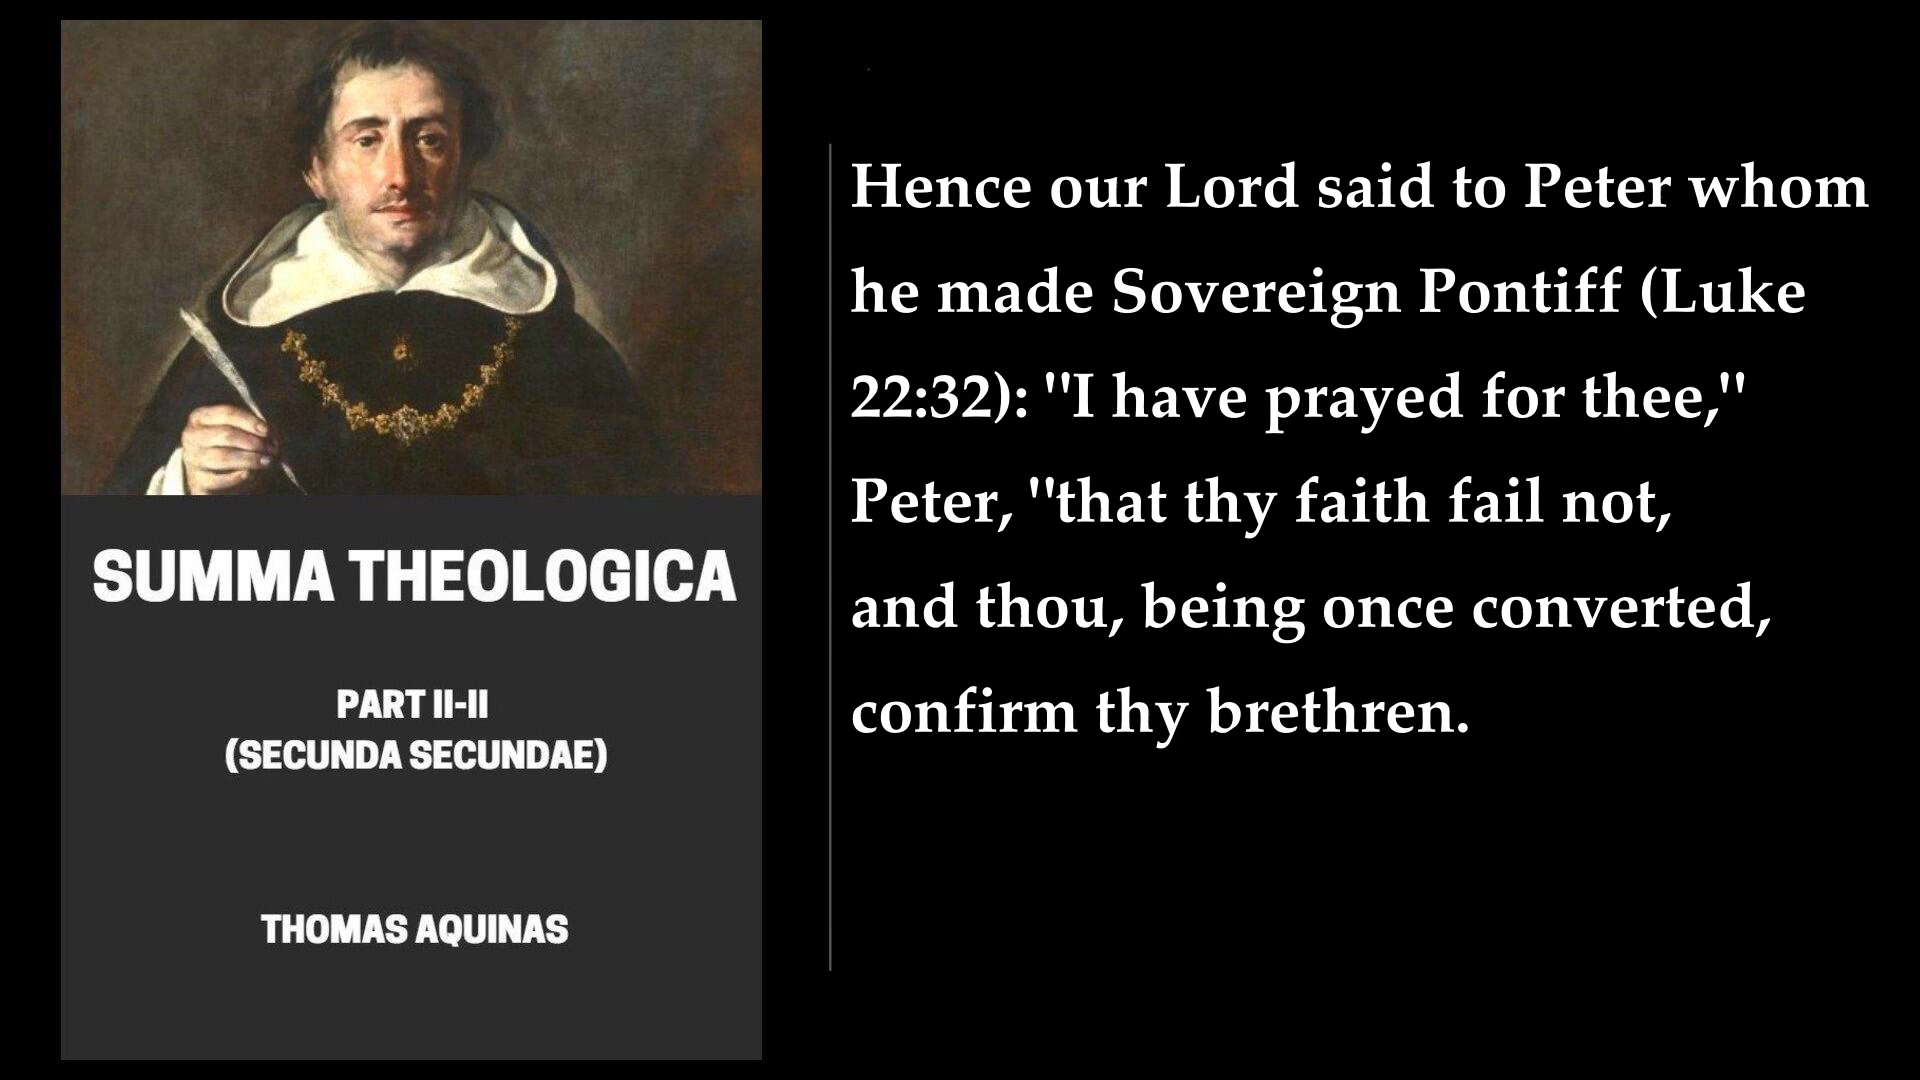 SUMMA THEOLOGICA
PART II-II
(SECUNDA SECUNDAE)
THOMAS AQUINAS
Hence our Lord said to Peter whom
he made Sovereign Pontiff (Luke
22:32): "I have prayed for thee,"
Peter, "that thy faith fail not,
and thou, being once converted,
confirm thy brethren.